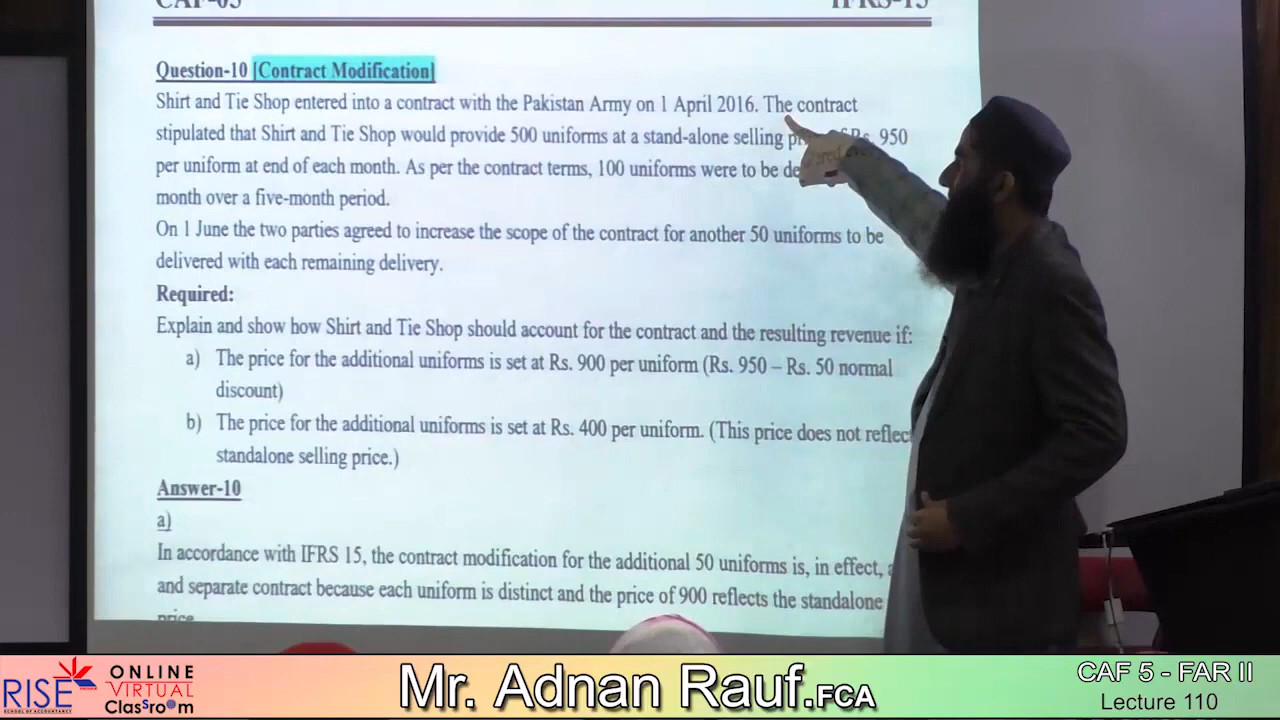 CAF-05 IFRS-15
Question-10 [Contract Modification]
Shirt and Tie Shop entered into a contract with the Pakistan Army on 1 April 2016. The contract
stipulated that Shirt and Tie Shop would provide 500 uniforms at a stand-alone selling Rs. 950
per uniform at end of each month. As per the contract terms, 100 uniforms were to be
month over a five-month period.
On 1 June the two parties agreed to increase the scope of the contract for another 50 uniforms to be
delivered with each remaining delivery.
Required:
Explain and show how Shirt and Tie Shop should account for the contract and the resulting revenue if:
a) The price for the additional uniforms is set at Rs. 900 per uniform (Rs. 950 – Rs. 50 normal
discount)
b) The price for the additional uniforms is set at Rs. 400 per uniform. (This price does not reflect
standalone selling price.)
Answer-10
a)
In accordance with IFRS 15, the contract modification for the additional 50 uniforms is, in effect,
and separate contract because each uniform is distinct and the price of 900 reflects the standalone
price
RISE
SCHOOL OF ACCOUNTANCY
ONLINE
VIRTUAL
Classroom
Mr. Adnan Rauf.FCA
CAF 5 - FAR II
Lecture 110